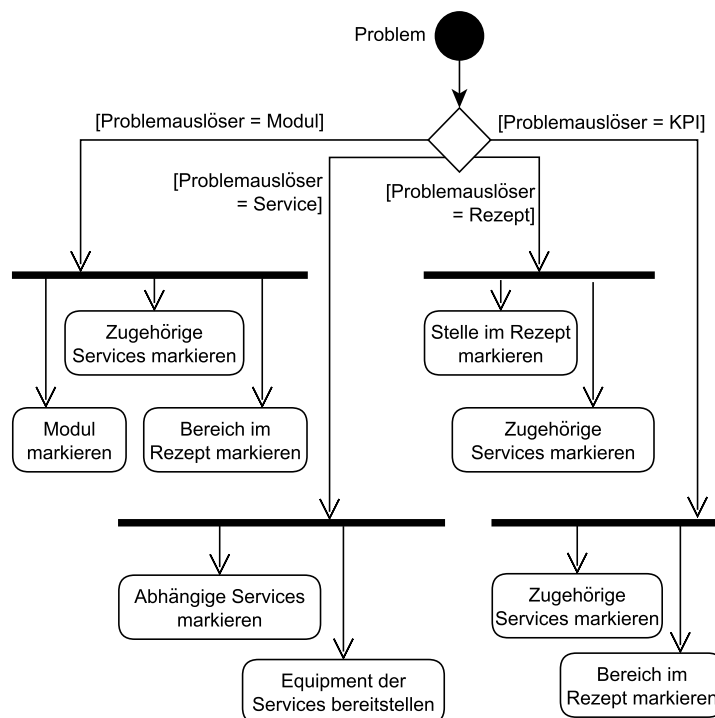 Problem
[Problemauslöser = Modul]
[Problemauslöser = KPI]
[Problemauslöser
= Service]
[Problemauslöser
= Rezept]
Zugehörige
Services markieren
Stelle im Rezept
markieren
Modul
markieren
Bereich im
Rezept markieren
Zugehörige
Services markieren
Abhängige Services
markieren
Zugehörige
Services markieren
Equipment der
Services bereitstellen
Bereich im
Rezept markieren